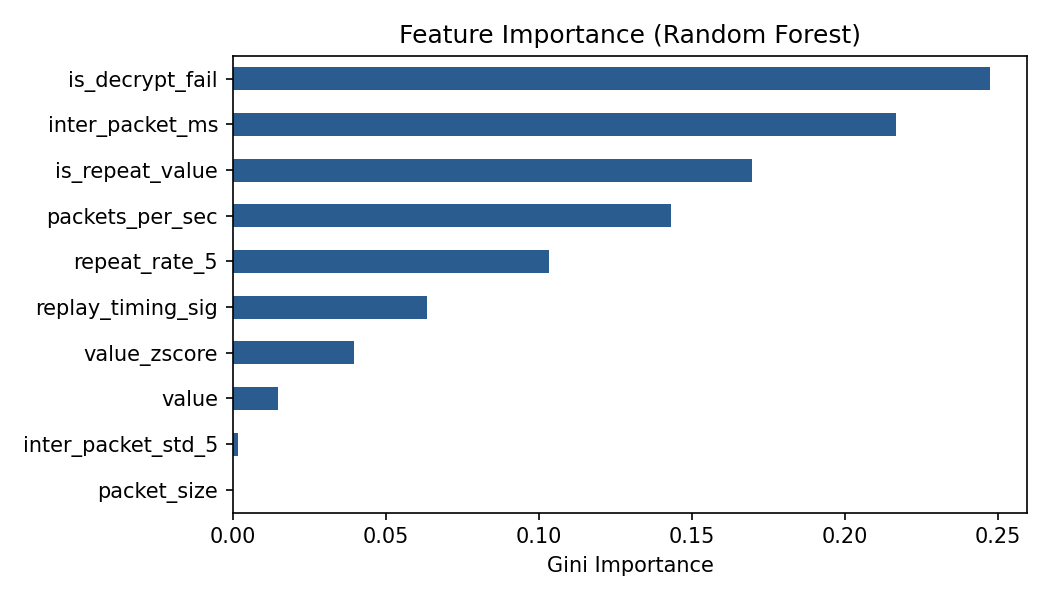 Feature Importance (Random Forest)
is_decrypt_fail
inter_packet_ms
is_repeat_value
packets_per_sec
repeat_rate_5
replay_timing_sig
value_zscore
value
inter_packet_std_5
packet_size
0.00 0.05 0.10 0.15 0.20 0.25
Gini Importance